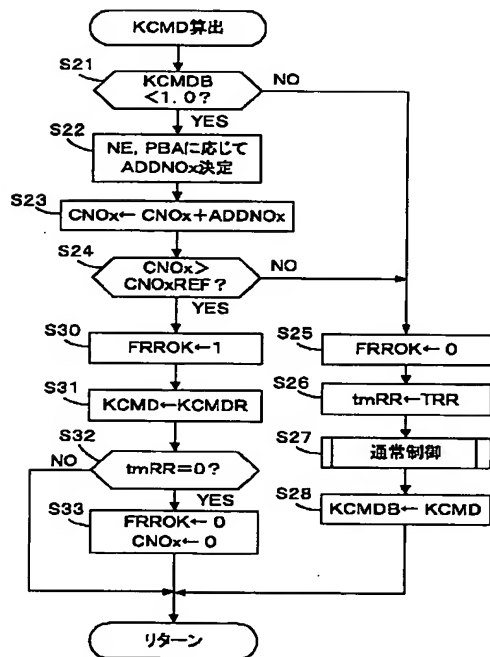 KCMD算出
S21
KCMDB
<1.0?
NO
YES
S22
NE, PBAに応じて
ADDNOx決定
S23
CNOx← CNOx+ADDNOx
S24
CNOx>
CNOxREF?
NO
YES
S30
FRROK←1
S31
KCMD←KCMDR
S32
tmRR=0?
NO
YES
S33
FRROK← 0
CNOx← 0
S25
FRROK← 0
S26
tmRR←TRR
S27
通常制御
S28
KCMDB← KCMD
リターン